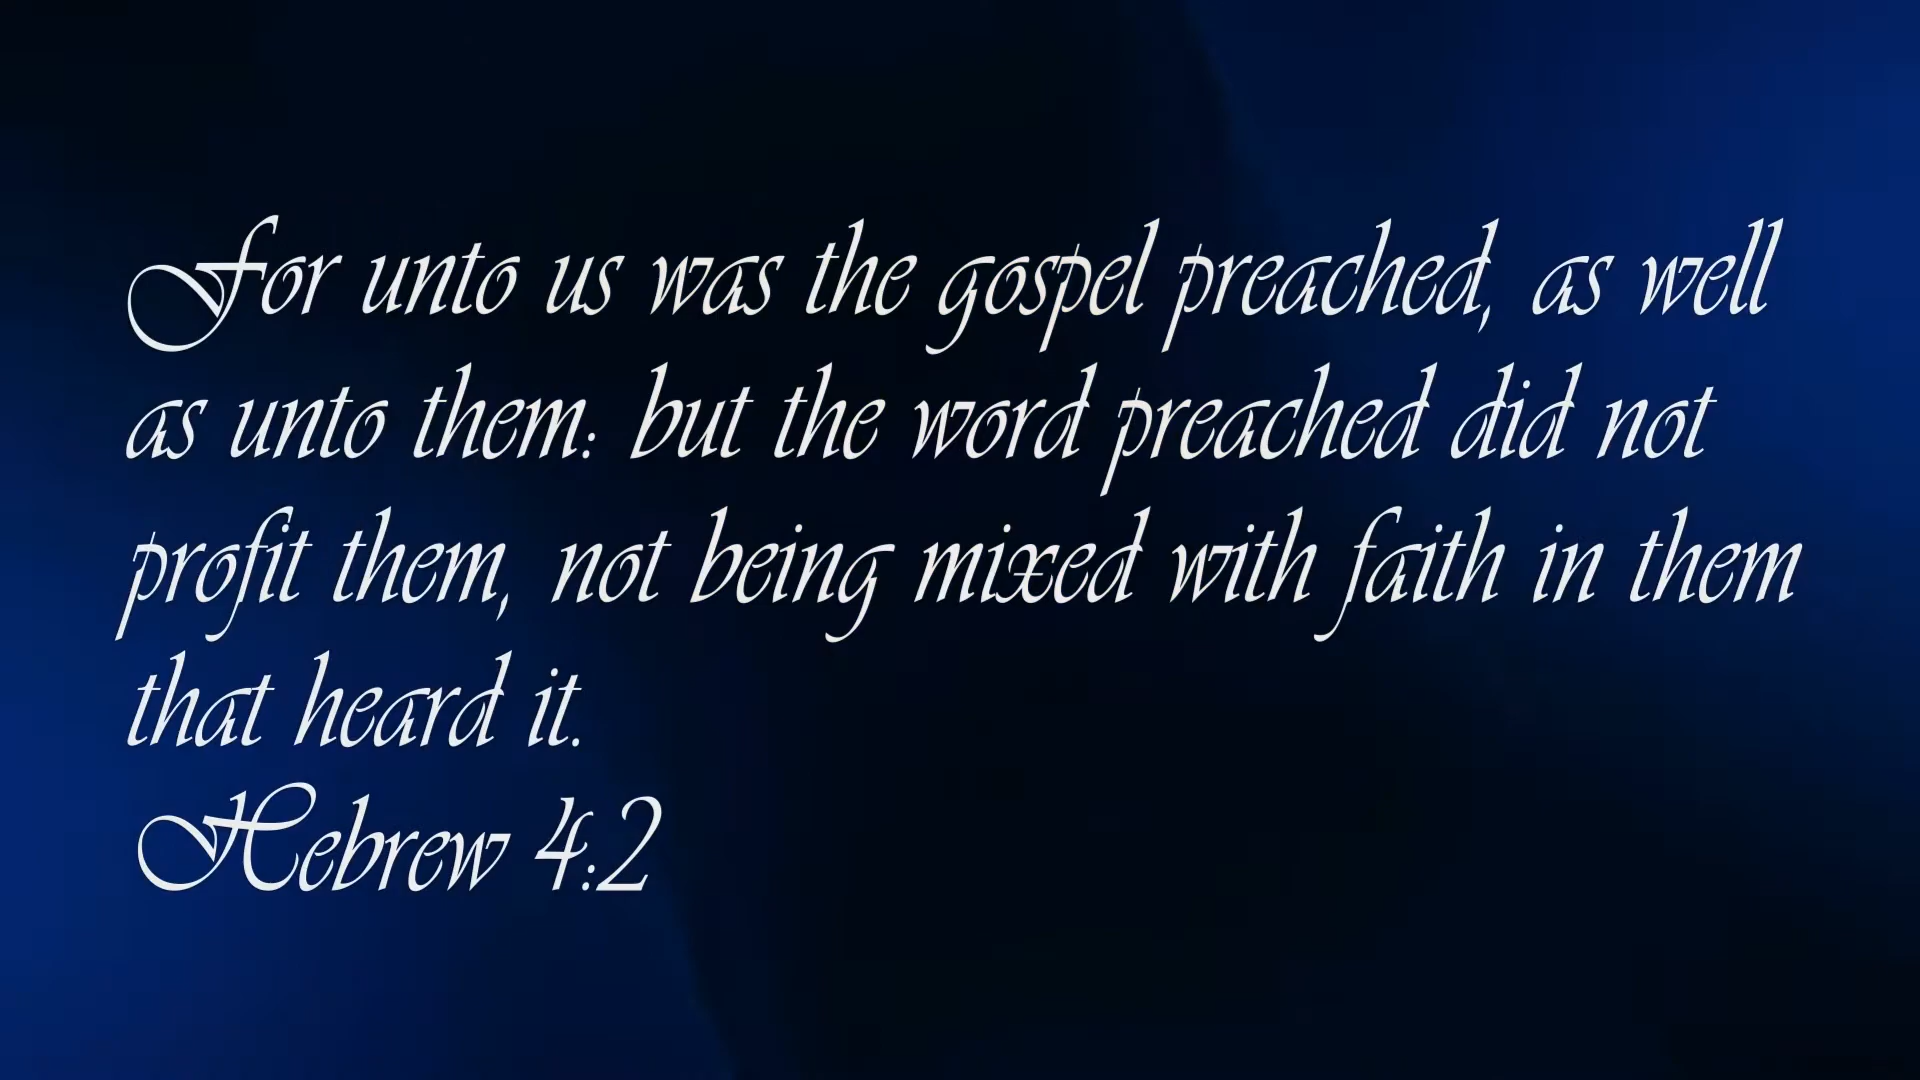 For unto us was the gospel preached, as well
as unto them: but the word preached did not
profit them, not being mixed with faith in them
that heard it.
Hebrew 4:2